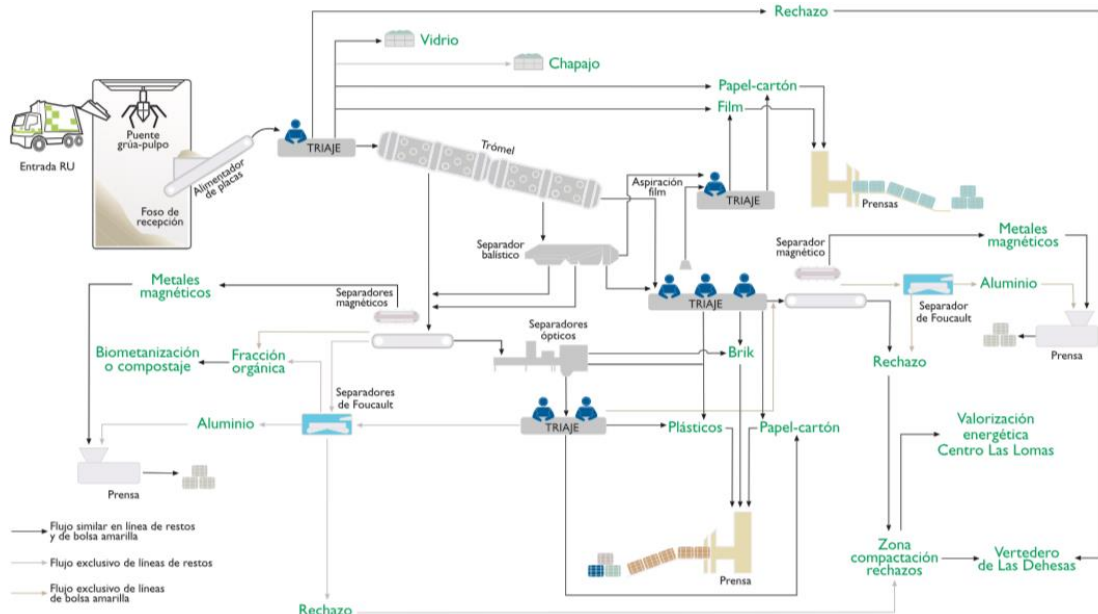 Rechazo
Vidrio
Chapajo
Papel-cartón
Film
Puente
grúa-pulpo
Entrada RU
Alimentador
de placas
Foso de
recepción
TRIAJE
Trómel
Aspiración
film
TRIAJE
Prensas
Separador
balístico
Separador
magnético
Metales
magnéticos
Metales
magnéticos
Separadores
magnéticos
TRIAJE
Aluminio
Separador
de Foucault
Separadores
ópticos
Prensa
Biometanización
o compostaje
Fracción
orgánica
Brik
Rechazo
Separadores
de Foucault
Aluminio
TRIAJE
Plásticos
Papel-cartón
Valorización
energética
Centro Las Lomas
Prensa
Prensa
Flujo similar en línea de restos
y de bolsa amarilla
Flujo exclusivo de líneas de restos
Flujo exclusivo de líneas
de bolsa amarilla
Zona
compactación
rechazos
Vertedero
de Las Dehesas
Rechazo